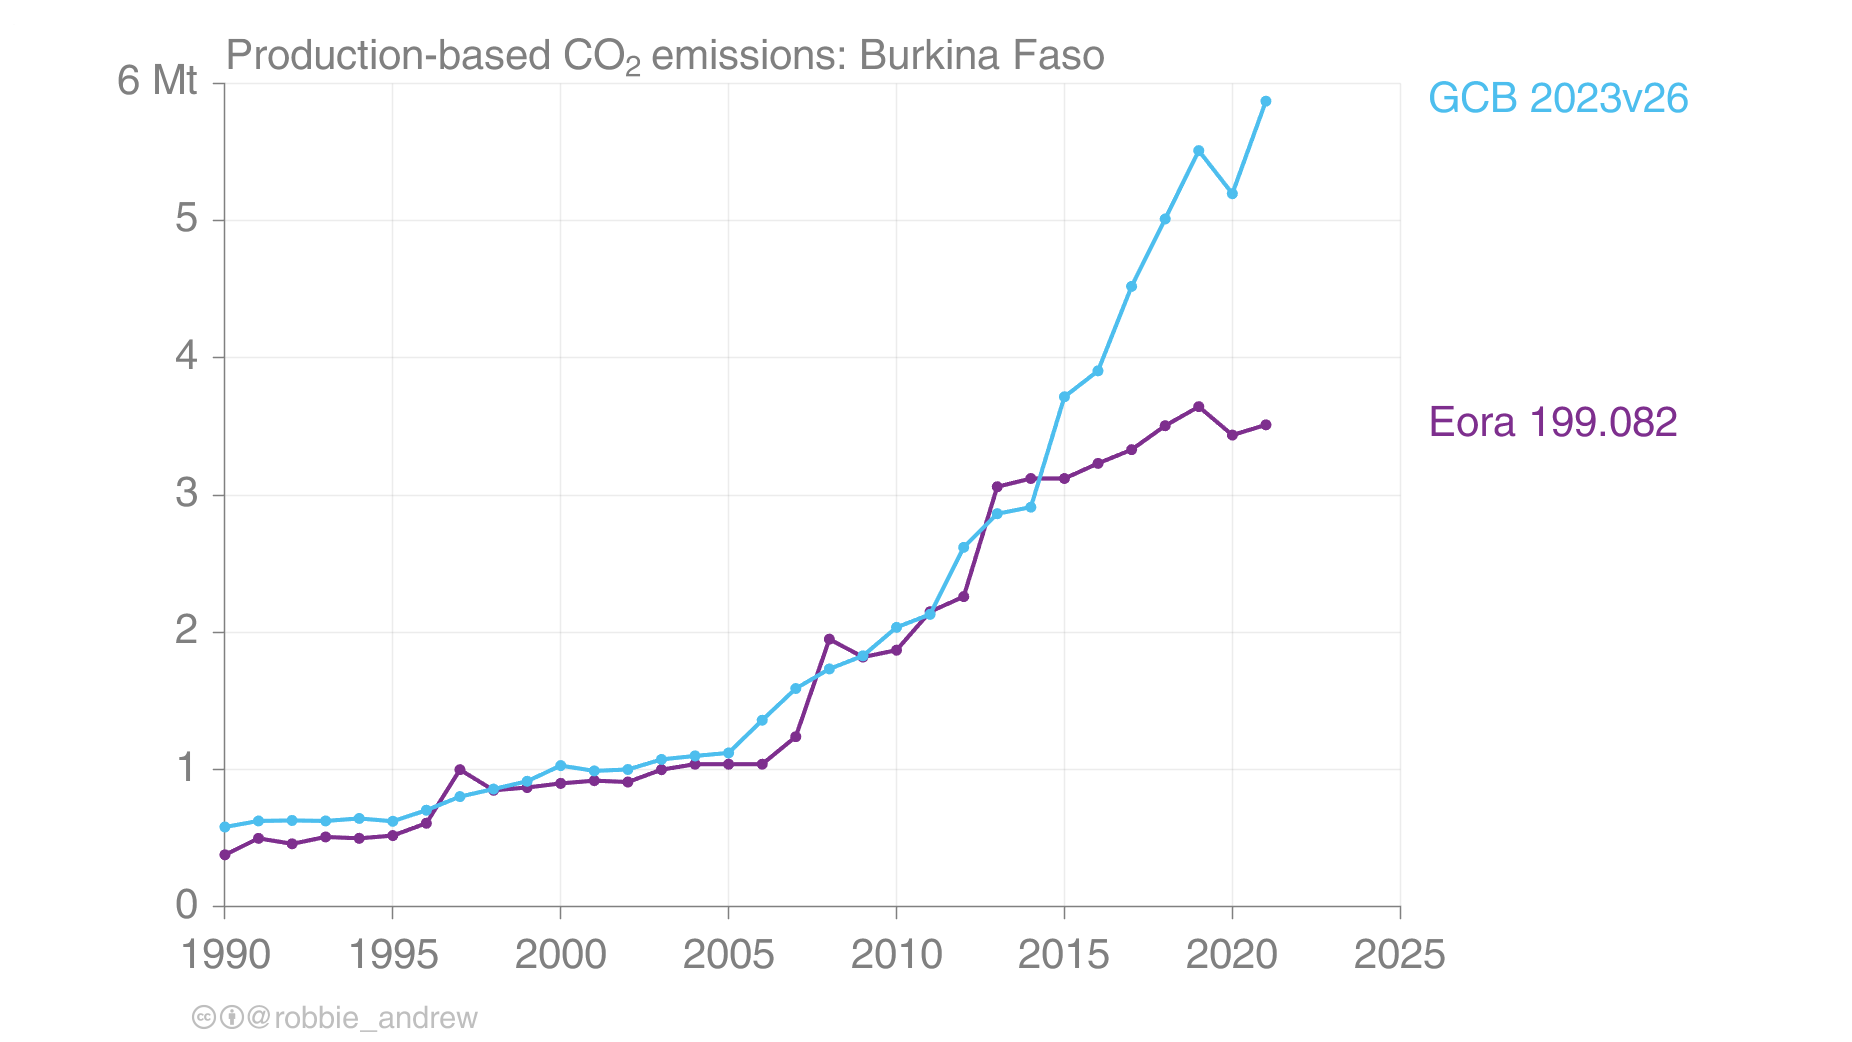 Production-based CO₂ emissions: Burkina Faso
6 Mt
5
4
3
2
1
0
1990 1995 2000 2005 2010 2015 2020 2025
GCB 2023v26
Eora 199.082
@robbie_andrew